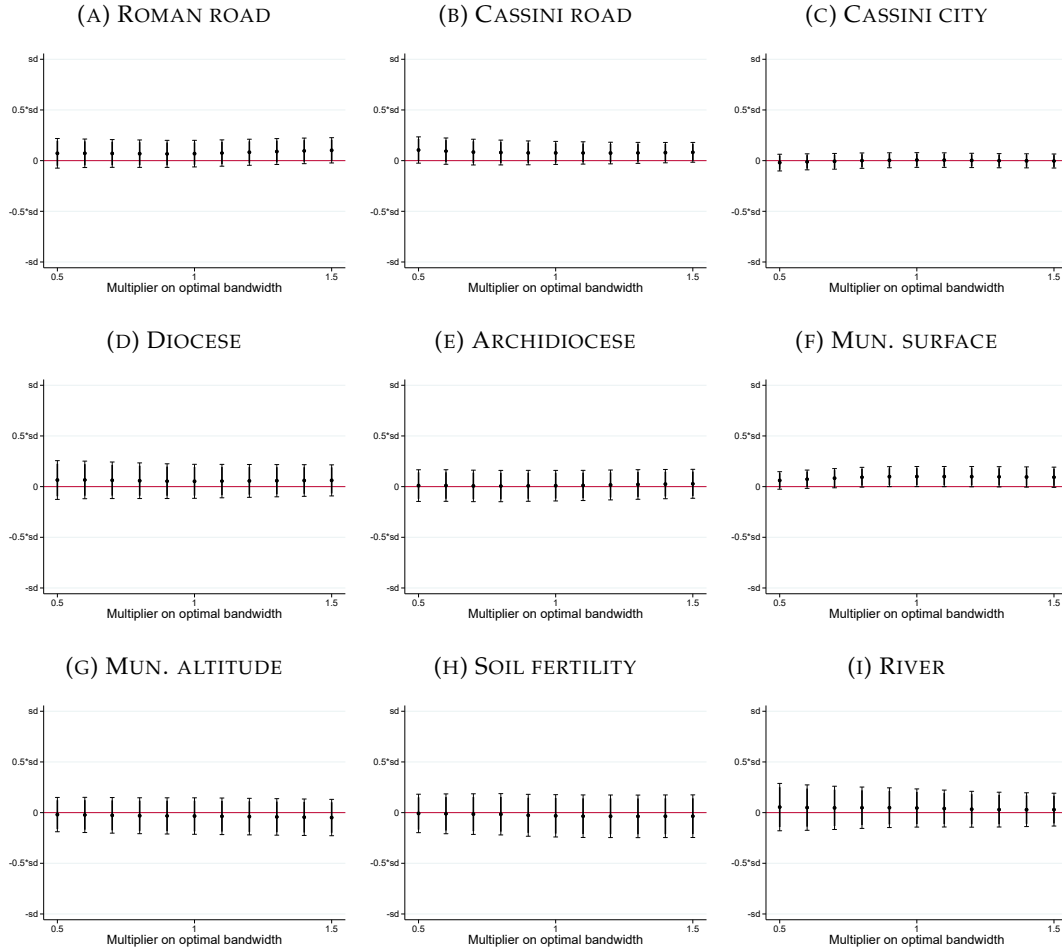 (A) ROMAN ROAD
(B) CASSINI ROAD
(C) CASSINI CITY
sd
0.5*sd
0
-0.5*sd
-sd
0.5 1 1.5
Multiplier on optimal bandwidth
sd
0.5*sd
0
-0.5*sd
-sd
0.5 1 1.5
Multiplier on optimal bandwidth
sd
0.5*sd
0
-0.5*sd
-sd
0.5 1 1.5
Multiplier on optimal bandwidth
(D) DIOCESE
(E) ARCHIDIOCESE
(F) MUN. SURFACE
sd
0.5*sd
0
-0.5*sd
-sd
0.5 1 1.5
Multiplier on optimal bandwidth
sd
0.5*sd
0
-0.5*sd
-sd
0.5 1 1.5
Multiplier on optimal bandwidth
sd
0.5*sd
0
-0.5*sd
-sd
0.5 1 1.5
Multiplier on optimal bandwidth
(G) MUN. ALTITUDE
(H) SOIL FERTILITY
(I) RIVER
sd
0.5*sd
0
-0.5*sd
-sd
0.5 1 1.5
Multiplier on optimal bandwidth
sd
0.5*sd
0
-0.5*sd
-sd
0.5 1 1.5
Multiplier on optimal bandwidth
sd
0.5*sd
0
-0.5*sd
-sd
0.5 1 1.5
Multiplier on optimal bandwidth